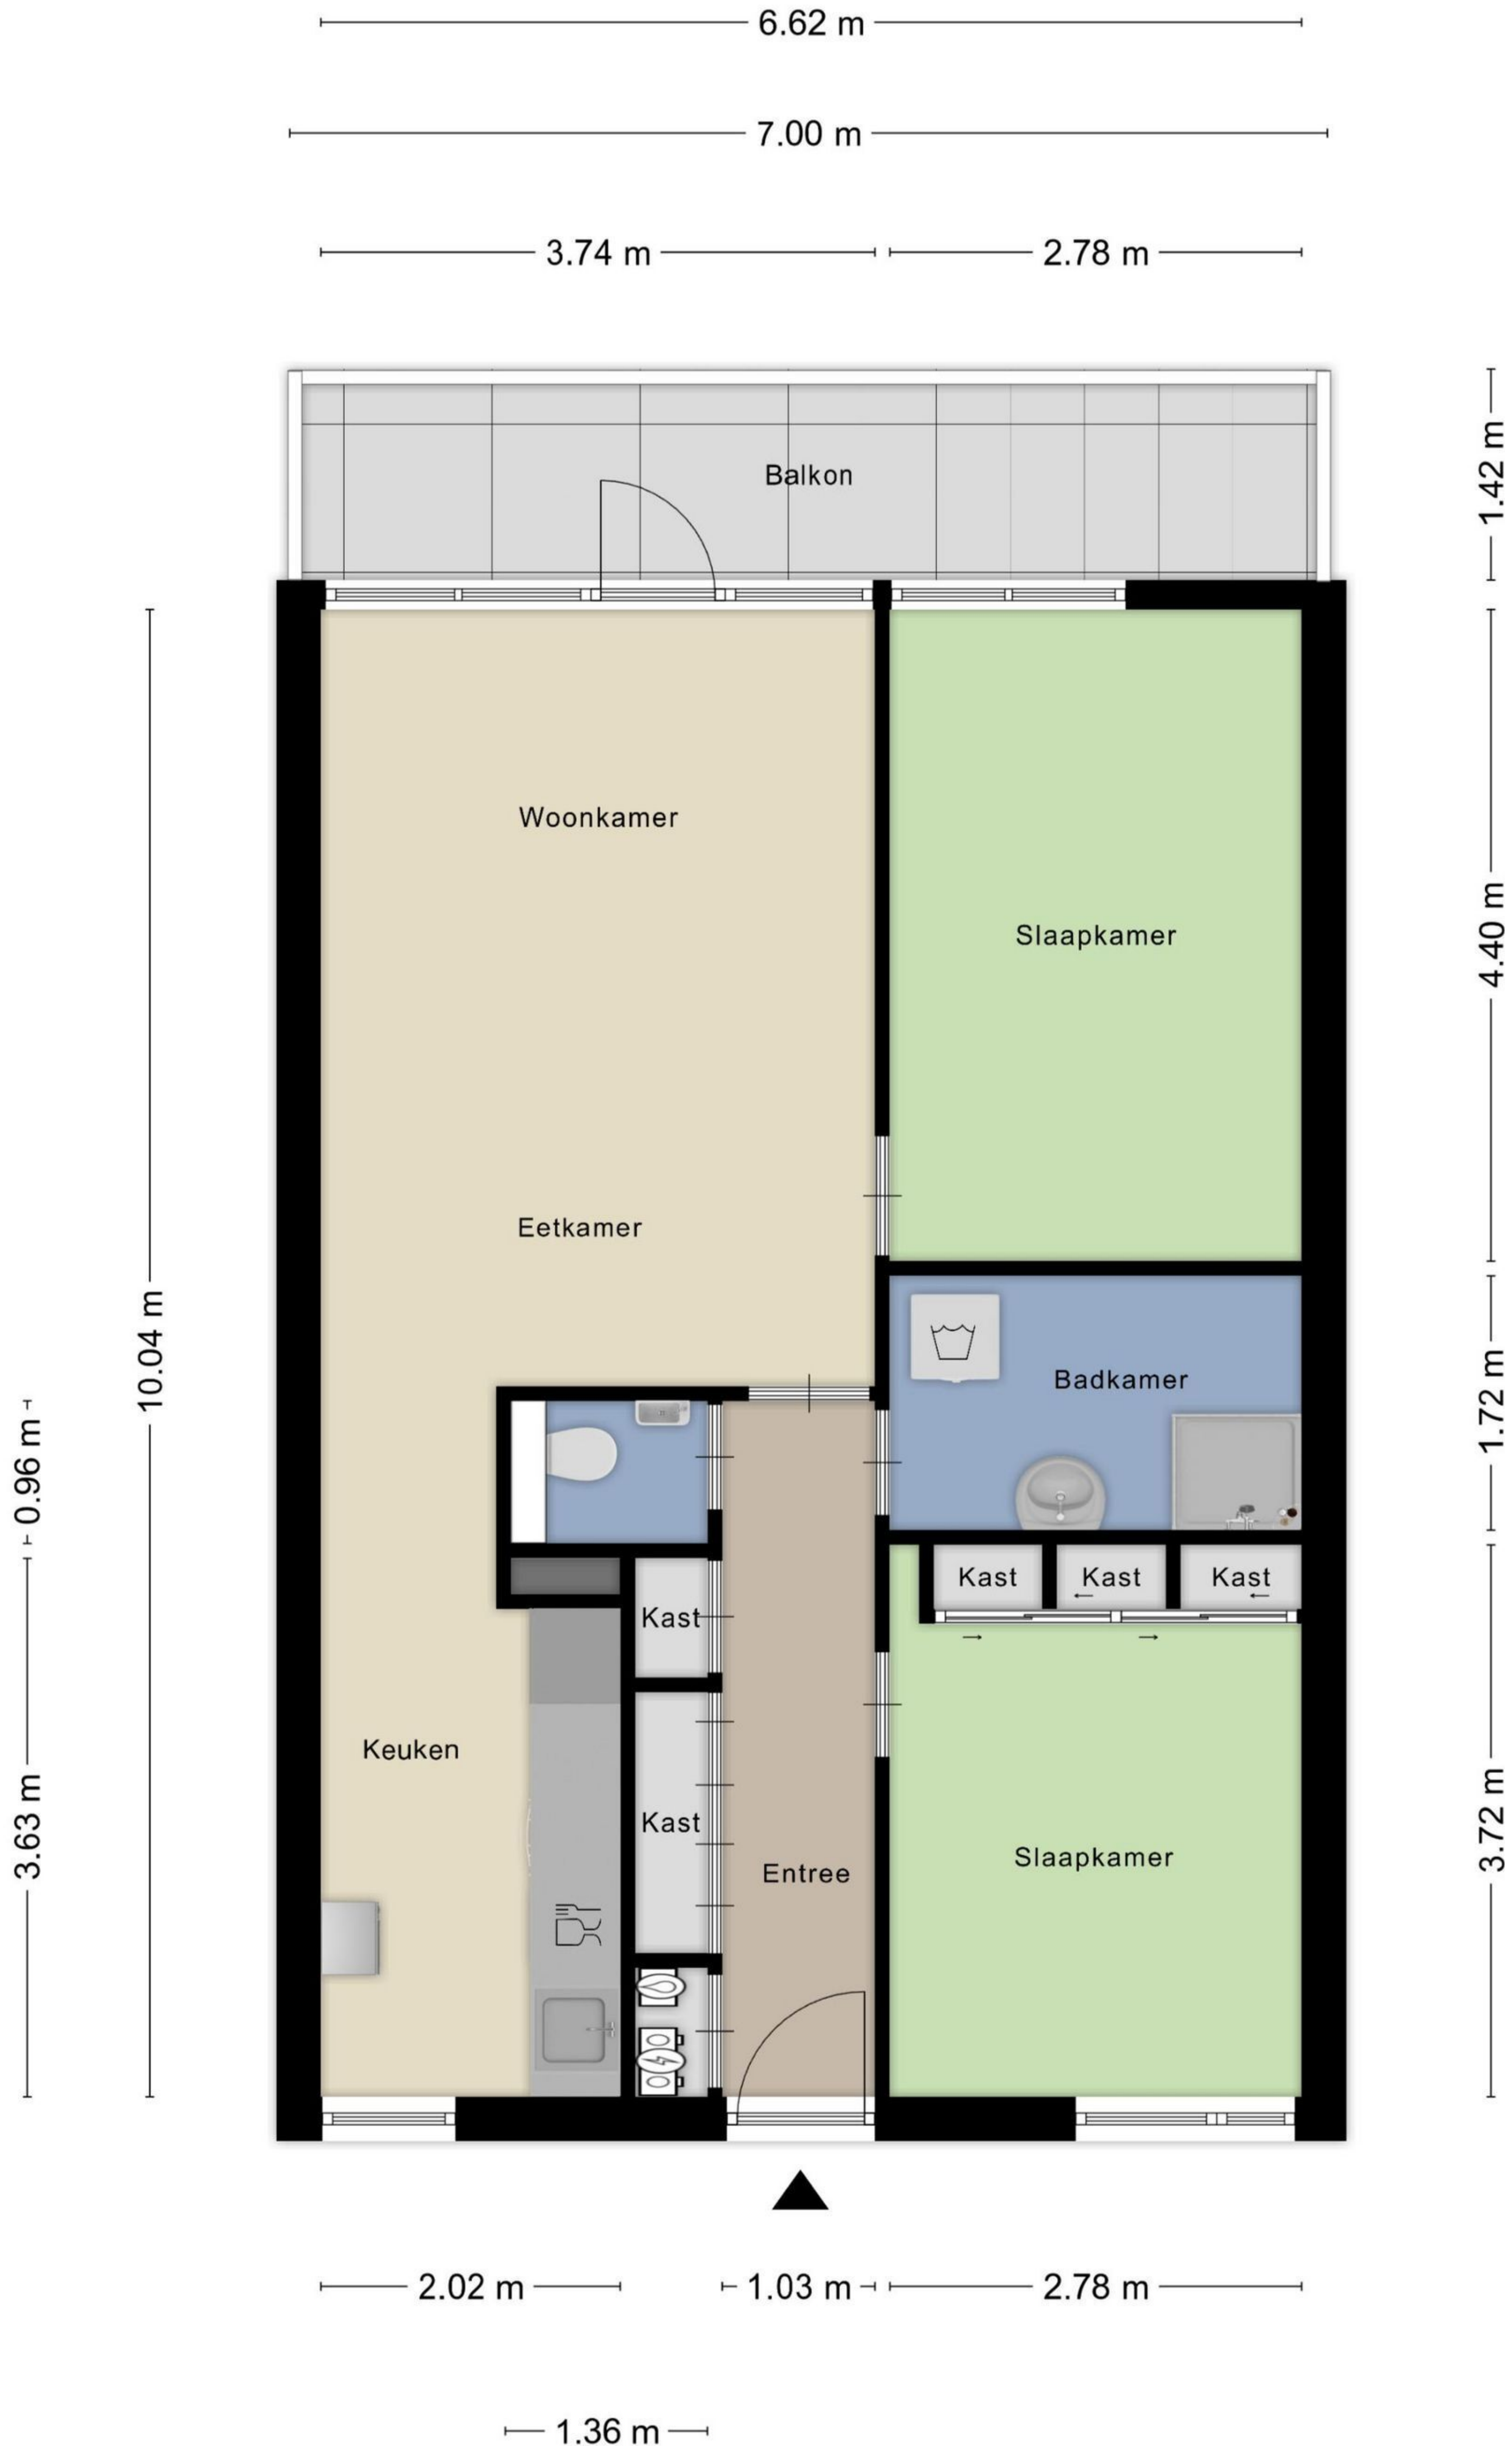 6.62 m
7.00 m
3.74 m
2.78 m
Balkon
1.42 m
Woonkamer
Slaapkamer
4.40 m
Eetkamer
10.04 m
Badkamer
1.72 m
0.96 m
Kast
Kast
Kast
Kast
Keuken
Kast
Entree
Slaapkamer
3.63 m
3.72 m
2.02 m
1.03 m
2.78 m
1.36 m